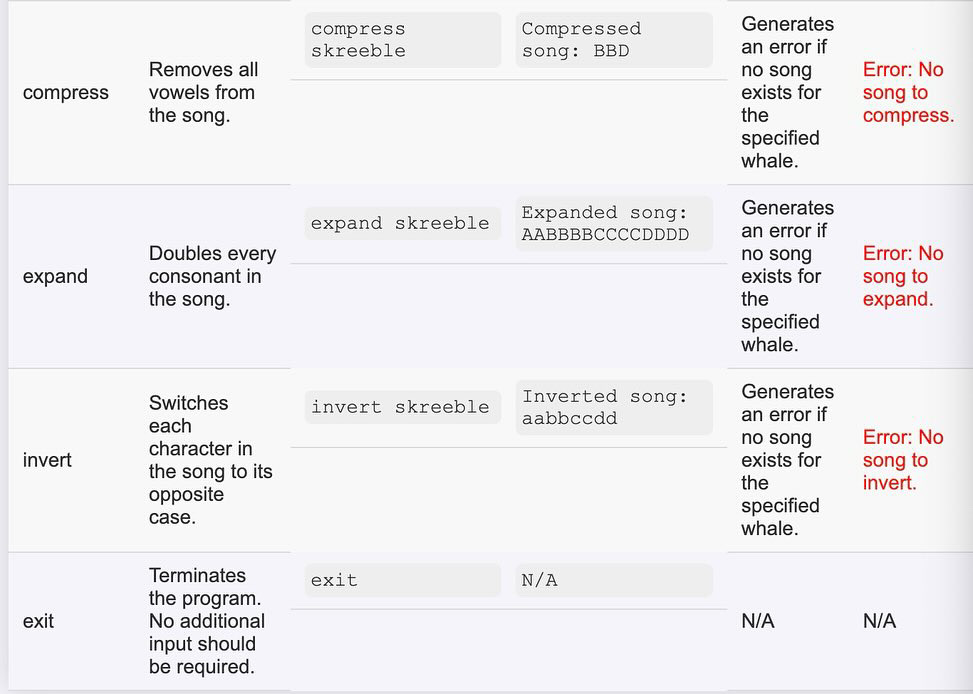 compress
Removes all
vowels from
the song.
compress
skreeble
Compressed
song: BBD
Generates
an error if
no song
exists for
the
specified
whale.
Error: No
song to
compress.
expand
Doubles every
consonant in
the song.
expand skreeble
Expanded song:
AABBBBCCCCDDDD
Generates
an error if
no song
exists for
the
specified
whale.
Error: No
song to
expand.
invert
Switches
each
character in
the song to its
opposite
case.
invert skreeble
Inverted song:
aabbccdd
Generates
an error if
no song
exists for
the
specified
whale.
Error: No
song to
invert.
exit
Terminates
the program.
No additional
input should
be required.
exit
N/A
N/A
N/A